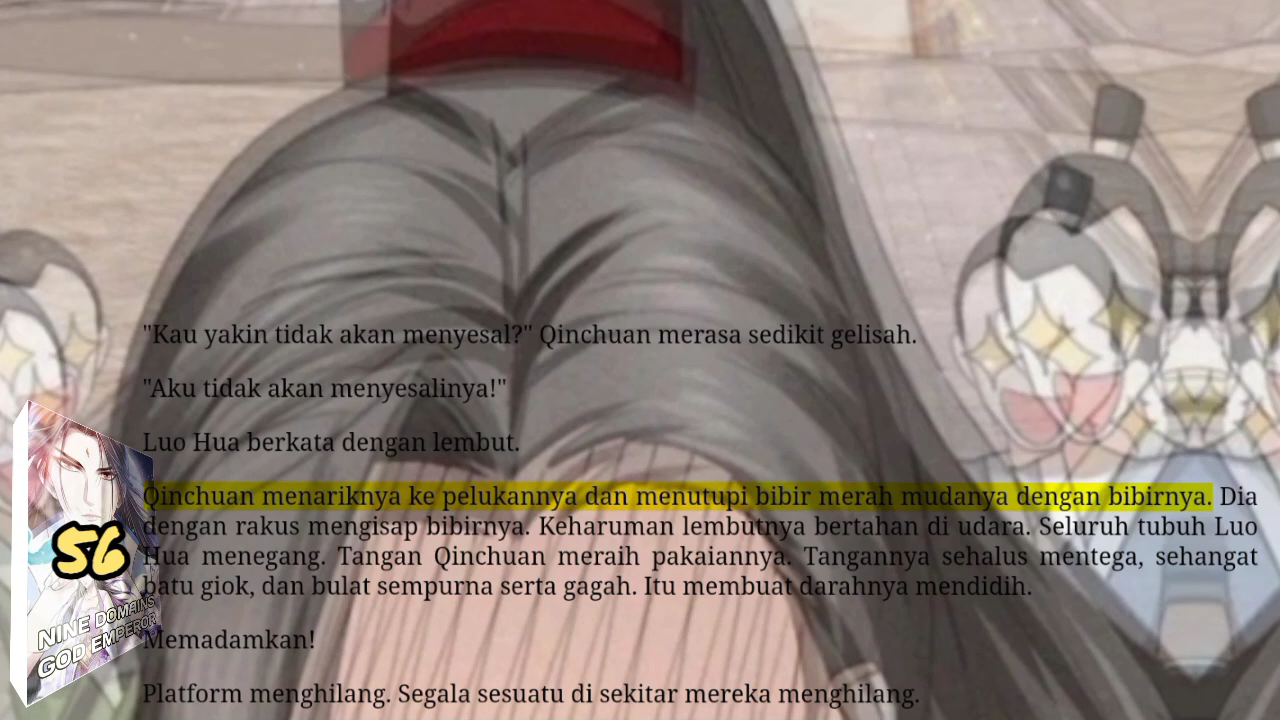 "Kau yakin tidak akan menyesal?" Qinchuan merasa sedikit gelisah.
"Aku tidak akan menyesalinya!"
Luo Hua berkata dengan lembut.
Qinchuan menariknya ke pelukannya dan menutupi bibir merah mudanya dengan bibirnya. Dia
dengan rakus mengisap bibirnya. Keharuman lembutnya bertahan di udara. Seluruh tubuh Luo
Hua menegang. Tangan Qinchuan meraih pakaiannya. Tangannya sehalus mentega, sehangat
batu giok, dan bulat sempurna serta gagah. Itu membuat darahnya mendidih.
56
NINE DOMAINS
GOD EMPEROR
Memadamkan!
Platform menghilang. Segala sesuatu di sekitar mereka menghilang.